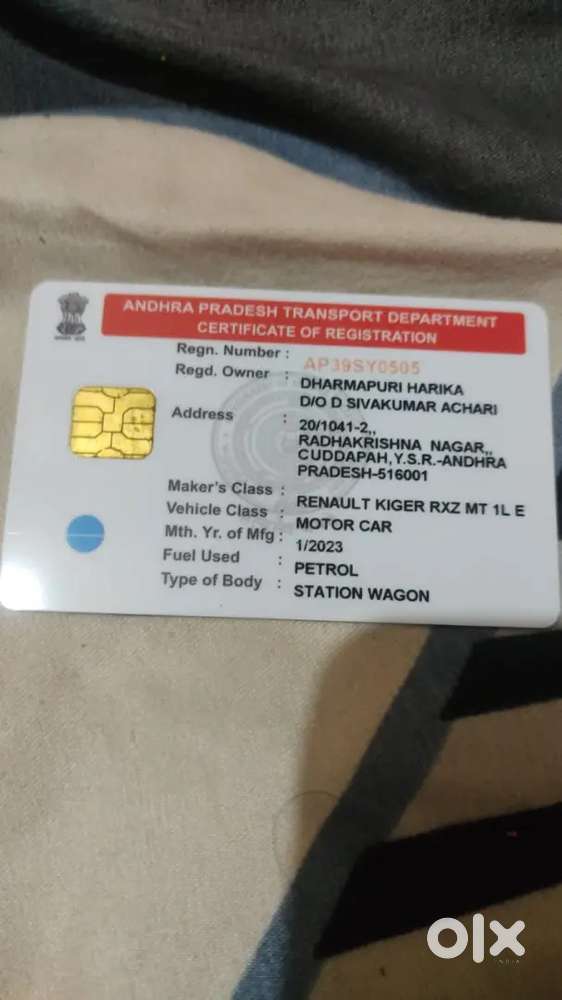 ANDHRA PRADESH TRANSPORT DEPARTMENT
CERTIFICATE OF REGISTRATION
Regn. Number : AP39SY0505
Regd. Owner : DHARMAPURI HARIKA
D/O D SIVAKUMAR ACHARI
Address : 20/1041-2,,
RADHAKRISHNA NAGAR,,
CUDDAPAH,Y.S.R.-ANDHRA
PRADESH-516001
Maker's Class : RENAULT KIGER RXZ MT 1L E
Vehicle Class : MOTOR CAR
Mth. Yr. of Mfg : 1/2023
Fuel Used : PETROL
Type of Body : STATION WAGON
olx
INDIA